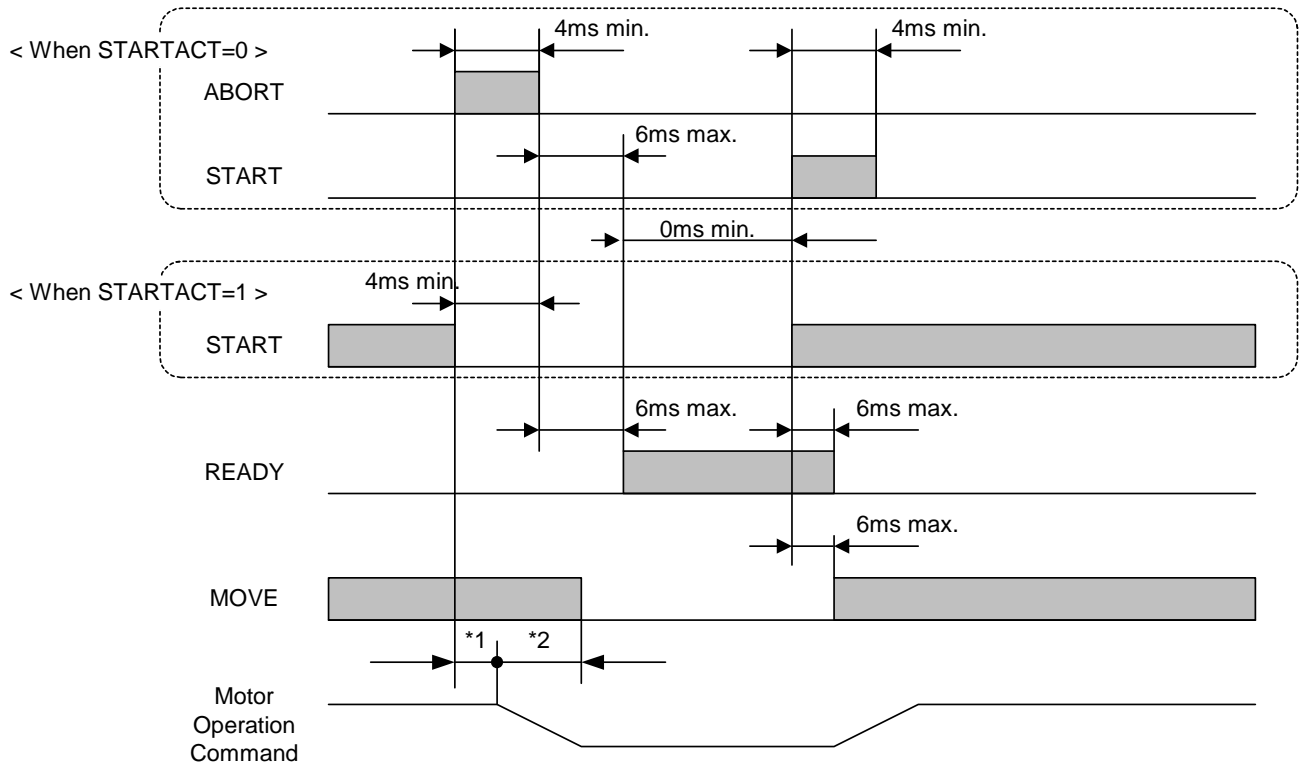 4ms min.
4ms min.
< When STARTACT=0 >
ABORT
6ms max.
START
0ms min.
4ms min.
< When STARTACT=1 >
START
6ms max.
6ms max.
READY
6ms max.
MOVE
*1
*2
Motor
Operation
Command